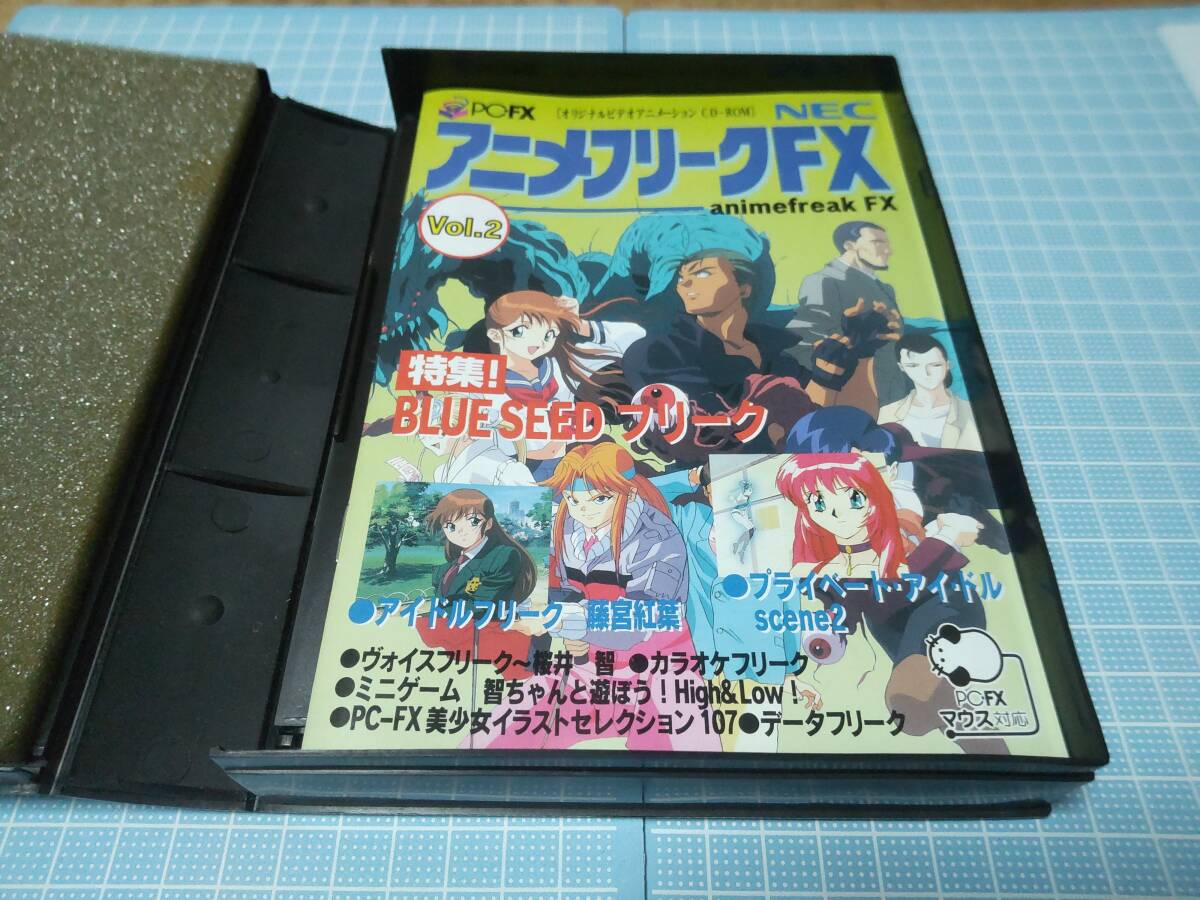 PC-FX [オリジナルビデオアニメーション CD-ROM] NEC
アニメフリークFX
animefreak FX
Vol.2
特集!
BLUE SEED フリーク
●アイドルフリーク 藤宮紅葉
●プライベート・アイ・ドル
scene2
●ヴォイスフリーク~桜井 智 ●カラオケフリーク
●ミニゲーム 智ちゃんと遊ぼう!High&Low!
●PC-FX 美少女イラストセレクション 107●データフリーク
PC-FX
マウス対応